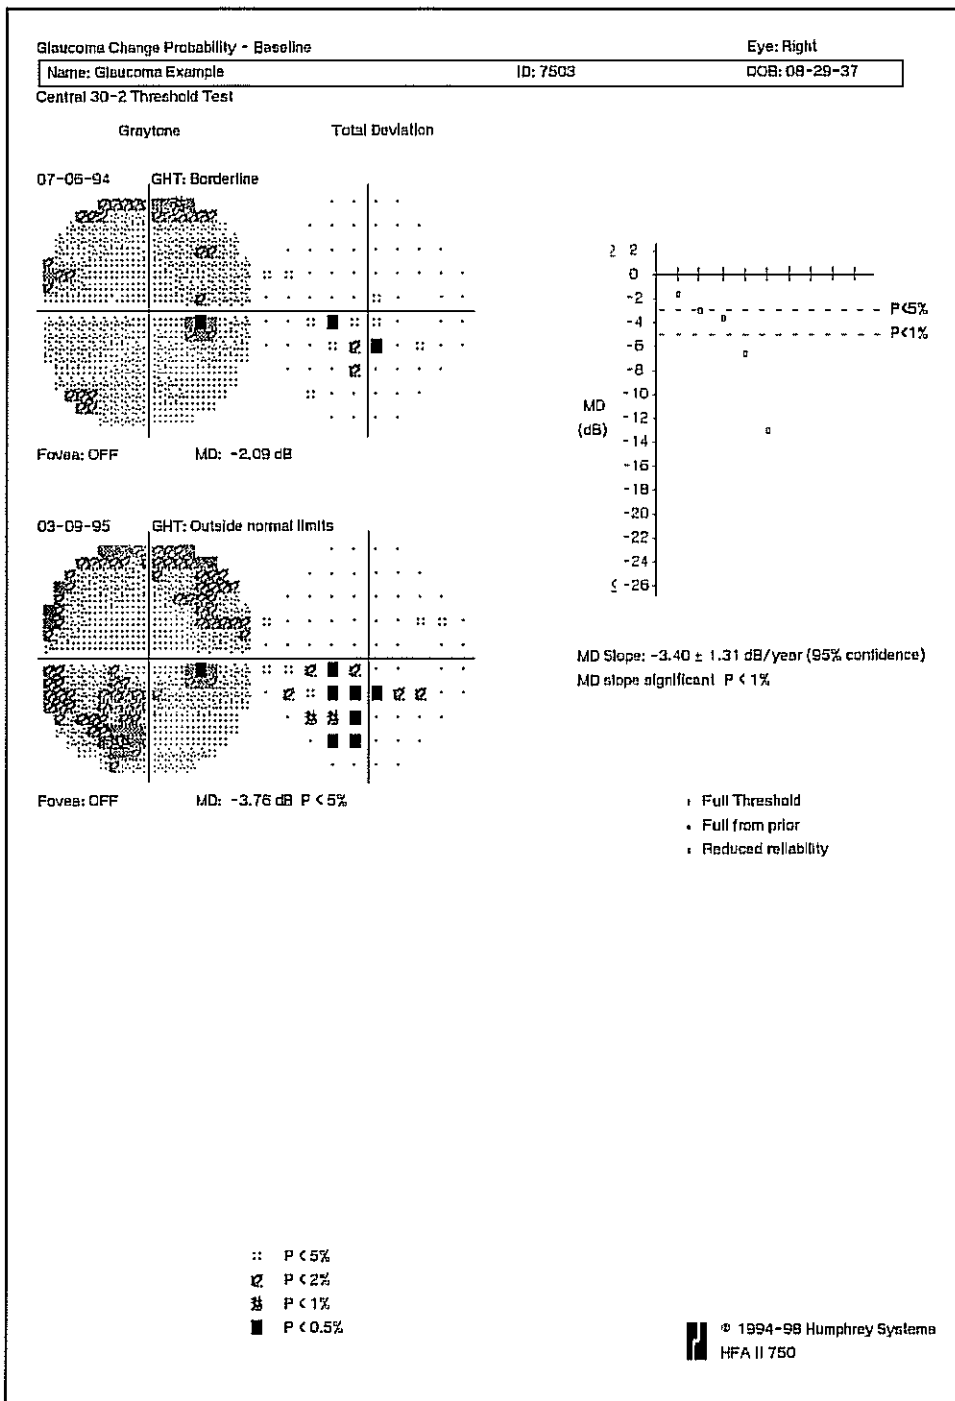 Glaucoma Change Probability - Baseline
Eye: Right
Name: Glaucoma Example
ID: 7503
DOB: 08-29-37
Central 30-2 Threshold Test
Graytone
Total Deviation
07-06-94
GHT: Borderline
Fovea: OFF
MD: -2.09 dB
03-09-95
GHT: Outside normal limits
Fovea: OFF
MD: -3.76 dB P < 5%
≥ 2
0
-2
-4
-6
-8
-10
-12
-14
-16
-18
-20
-22
-24
≤ -26
MD
(dB)
P<5%
P<1%
MD Slope: -3.40 ± 1.31 dB/year (95% confidence)
MD slope significant P < 1%
Full Threshold
Full from prior
Reduced reliability
P < 5%
P < 2%
P < 1%
P < 0.5%
© 1994-98 Humphrey Systems
HFA II 750